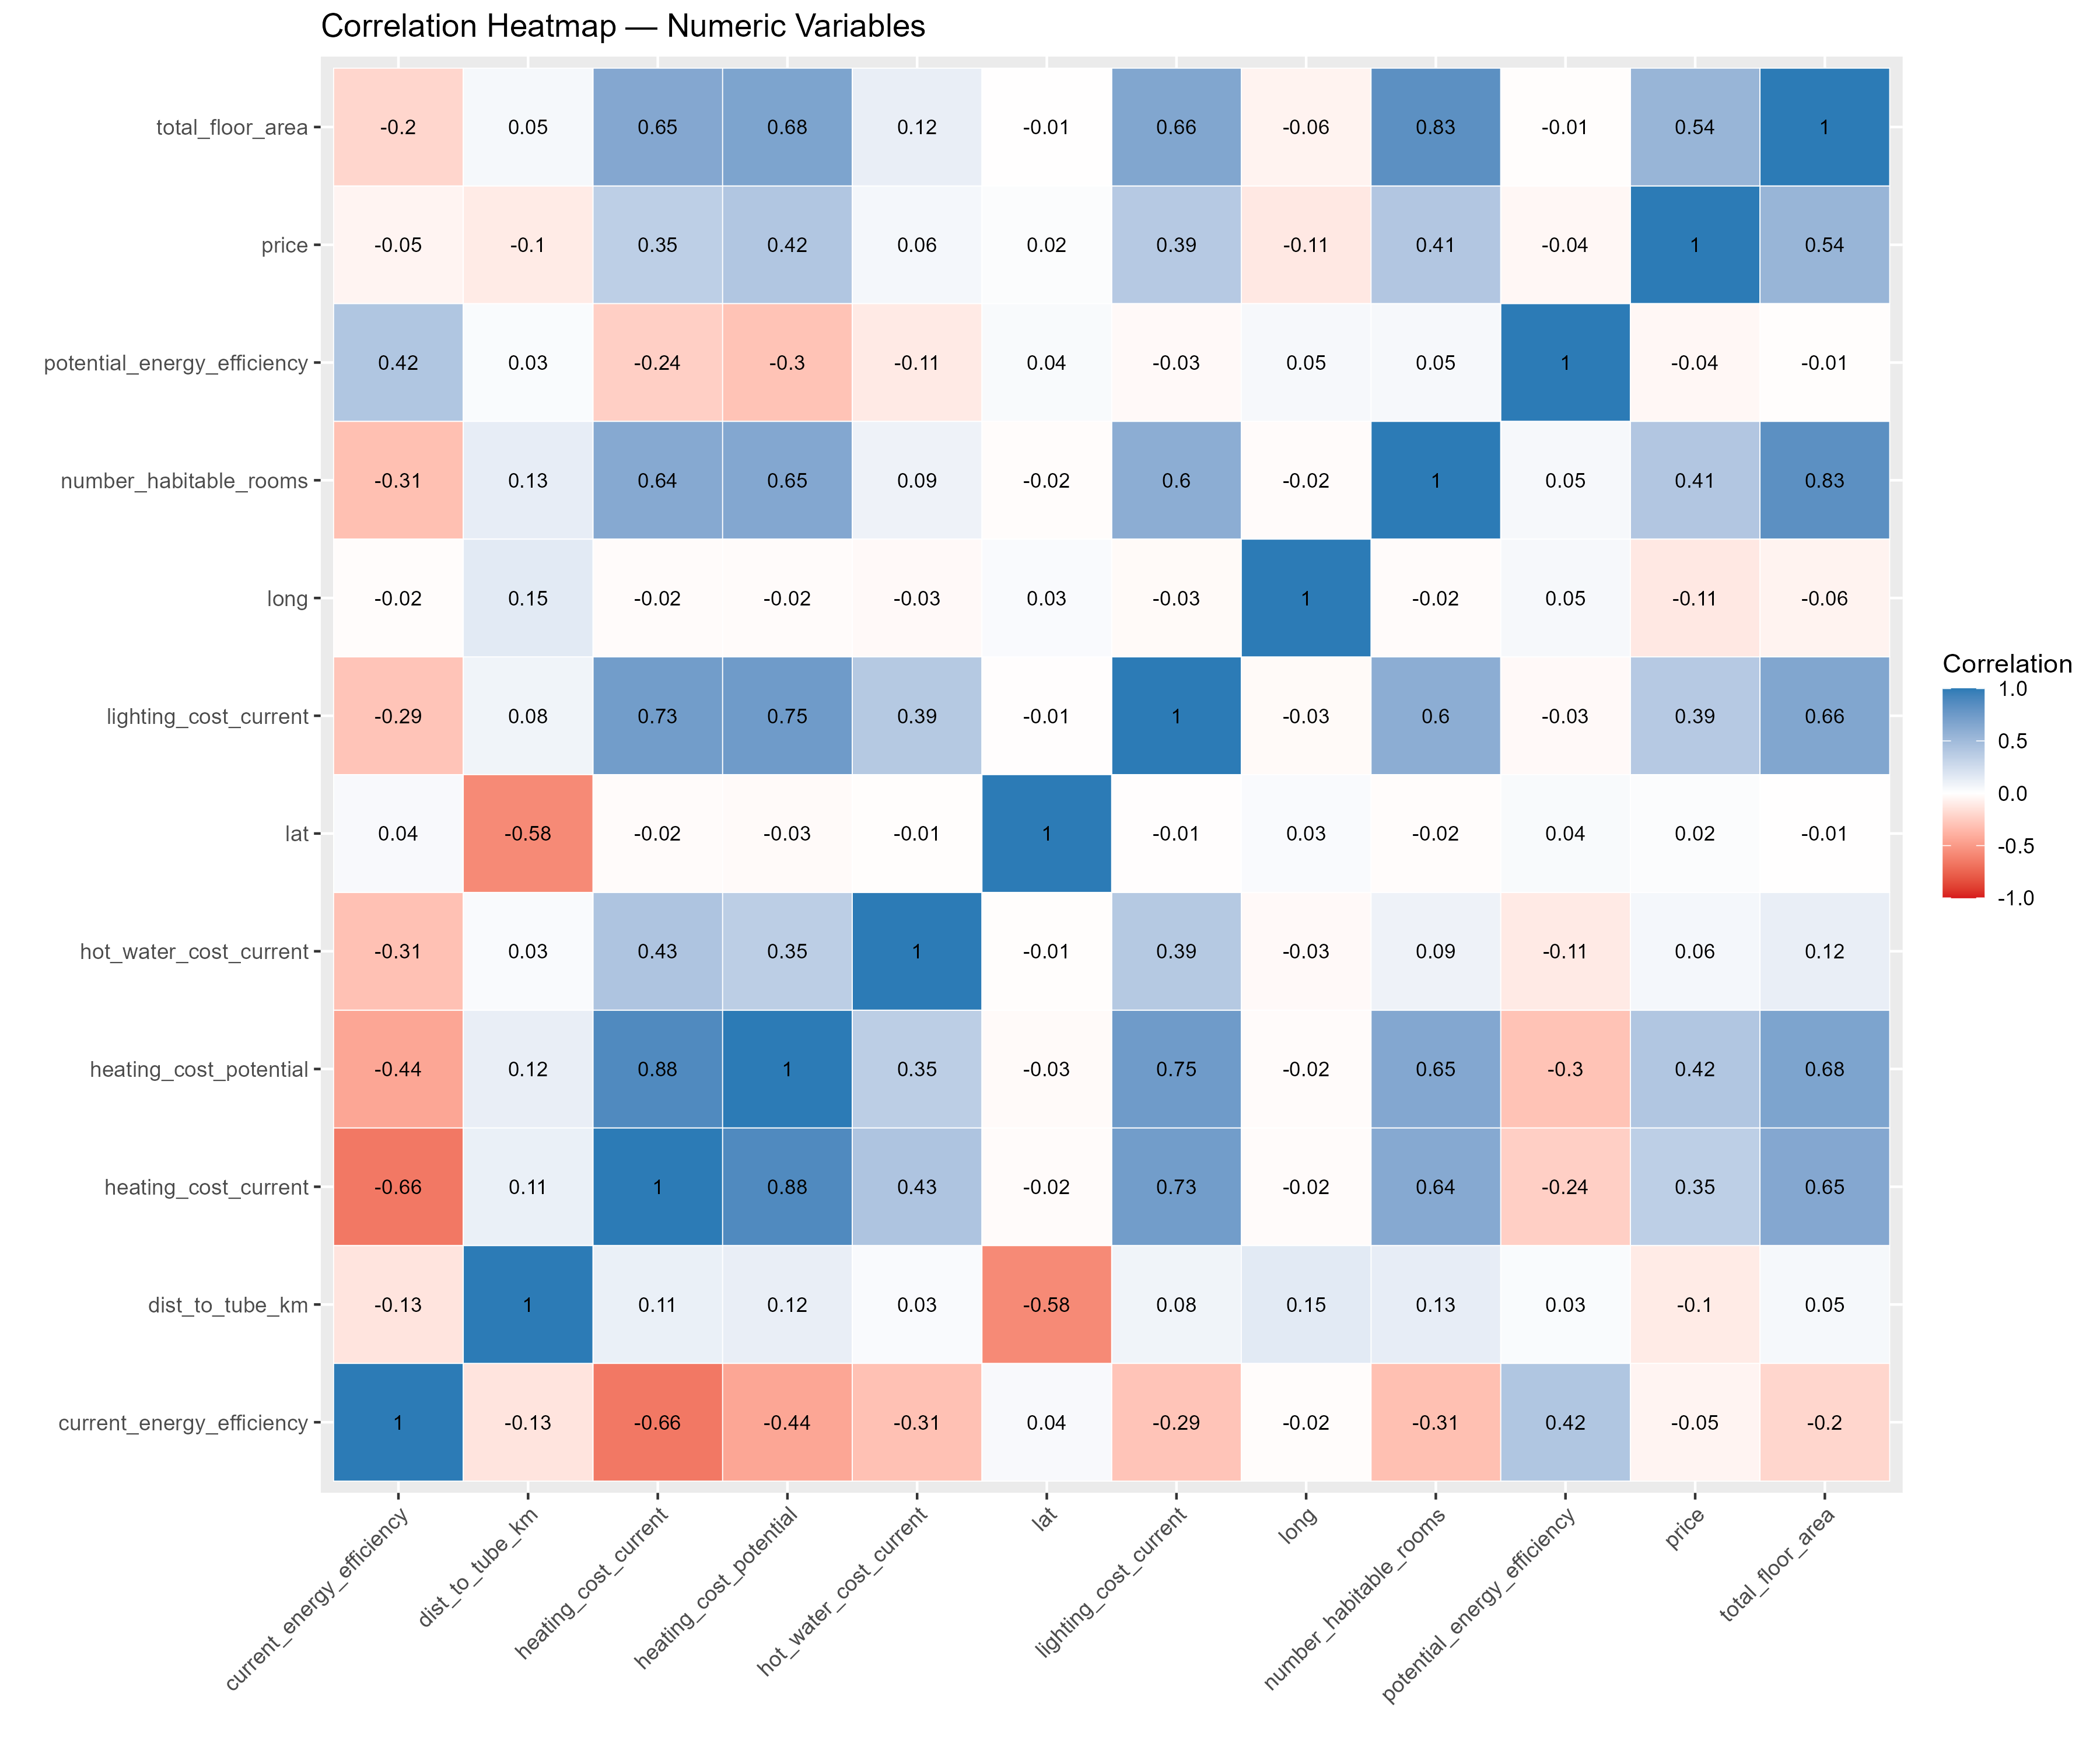 Correlation Heatmap — Numeric Variables
total_floor_area -0.2 0.05 0.65 0.68 0.12 -0.01 0.66 -0.06 0.83 -0.01 0.54 1
price -0.05 -0.1 0.35 0.42 0.06 0.02 0.39 -0.11 0.41 -0.04 1 0.54
potential_energy_efficiency 0.42 0.03 -0.24 -0.3 -0.11 0.04 -0.03 0.05 0.05 1 -0.04 -0.01
number_habitable_rooms -0.31 0.13 0.64 0.65 0.09 -0.02 0.6 -0.02 1 0.05 0.41 0.83
long -0.02 0.15 -0.02 -0.02 -0.03 0.03 -0.03 1 -0.02 0.05 -0.11 -0.06
lighting_cost_current -0.29 0.08 0.73 0.75 0.39 -0.01 1 -0.03 0.6 -0.03 0.39 0.66
lat 0.04 -0.58 -0.02 -0.03 -0.01 1 -0.01 0.03 -0.02 0.04 0.02 -0.01
hot_water_cost_current -0.31 0.03 0.43 0.35 1 -0.01 0.39 -0.03 0.09 -0.11 0.06 0.12
heating_cost_potential -0.44 0.12 0.88 1 0.35 -0.03 0.75 -0.02 0.65 -0.3 0.42 0.68
heating_cost_current -0.66 0.11 1 0.88 0.43 -0.02 0.73 -0.02 0.64 -0.24 0.35 0.65
dist_to_tube_km -0.13 1 0.11 0.12 0.03 -0.58 0.08 0.15 0.13 0.03 -0.1 0.05
current_energy_efficiency 1 -0.13 -0.66 -0.44 -0.31 0.04 -0.29 -0.02 -0.31 0.42 -0.05 -0.2
current_energy_efficiency
dist_to_tube_km
heating_cost_current
heating_cost_potential
hot_water_cost_current
lat
lighting_cost_current
long
number_habitable_rooms
potential_energy_efficiency
price
total_floor_area
Correlation
1.0
0.5
0.0
-0.5
-1.0